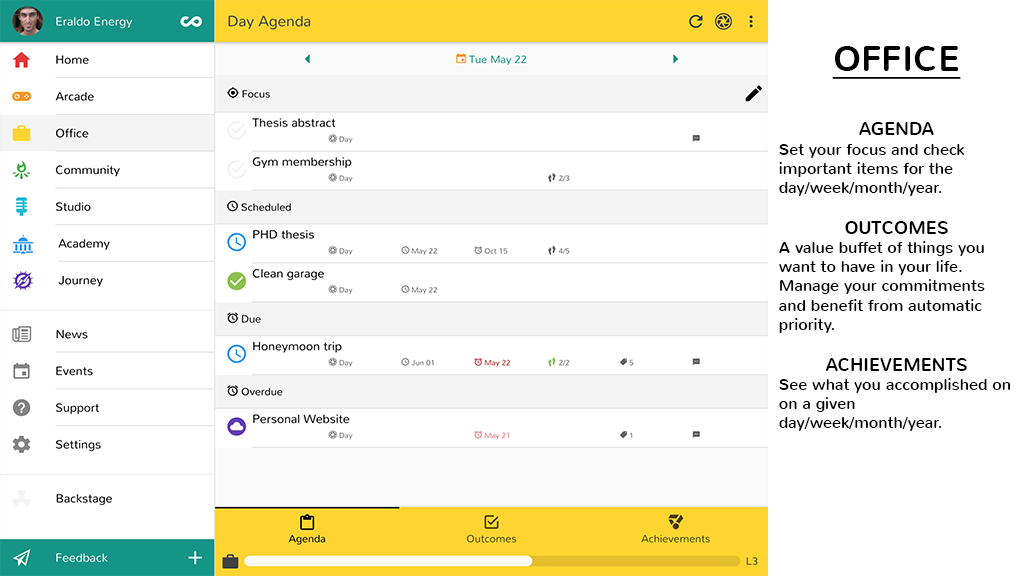 Eraldo Energy
Home
Arcade
Office
Community
Studio
Academy
Journey
News
Events
Support
Settings
Backstage
Feedback
Day Agenda
Tue May 22
Focus
Thesis abstract
Day
Gym membership
Day 2/3
Scheduled
PHD thesis
Day May 22 Oct 15 4/5
Clean garage
Day May 22
Due
Honeymoon trip
Day Jun 01 May 22 2/2 5
Overdue
Personal Website
Day May 21 1
Agenda Outcomes Achievements
L3
OFFICE
AGENDA
Set your focus and check
important items for the
day/week/month/year.
OUTCOMES
A value buffet of things you
want to have in your life.
Manage your commitments
and benefit from automatic
priority.
ACHIEVEMENTS
See what you accomplished on
on a given
day/week/month/year.